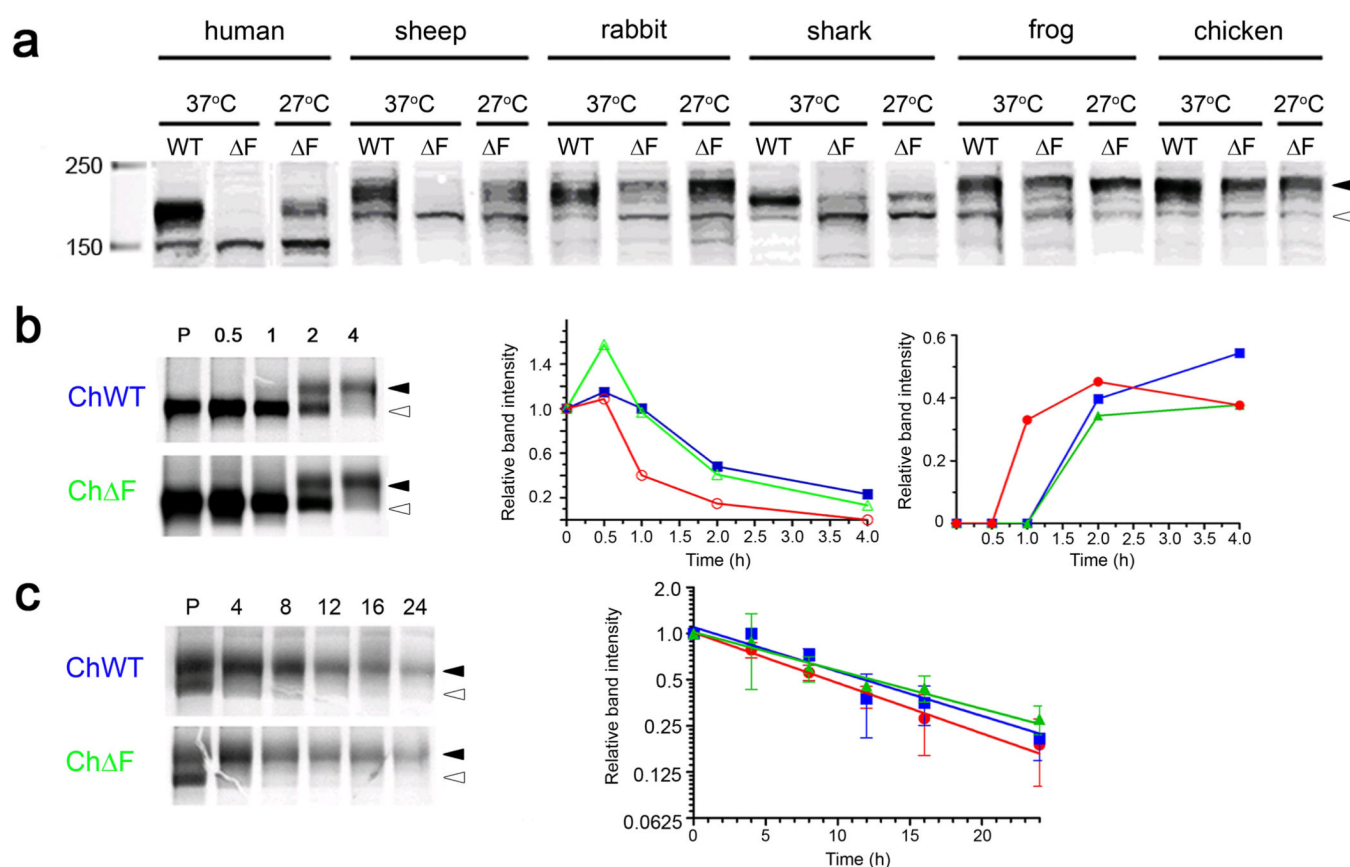 a
human sheep rabbit shark frog chicken
37°C 27°C 37°C 27°C 37°C 27°C 37°C 27°C 37°C 27°C 37°C 27°C
WT ΔF ΔF WT ΔF ΔF WT ΔF ΔF WT ΔF ΔF WT ΔF ΔF WT ΔF ΔF
250
150
b
P 0.5 1 2 4
ChWT
ChΔF
Relative band intensity
1.4
1.0
0.6
0.2
0 0.5 1.0 1.5 2.0 2.5 3.0 3.5 4.0
Time (h)
Relative band intensity
0.6
0.4
0.2
0
0.5 1.0 1.5 2.0 2.5 3.0 3.5 4.0
Time (h)
c
P 4 8 12 16 24
ChWT
ChΔF
Relative band intensity
2.0
1.0
0.5
0.25
0.125
0.0625
0 5 10 15 20
Time (h)